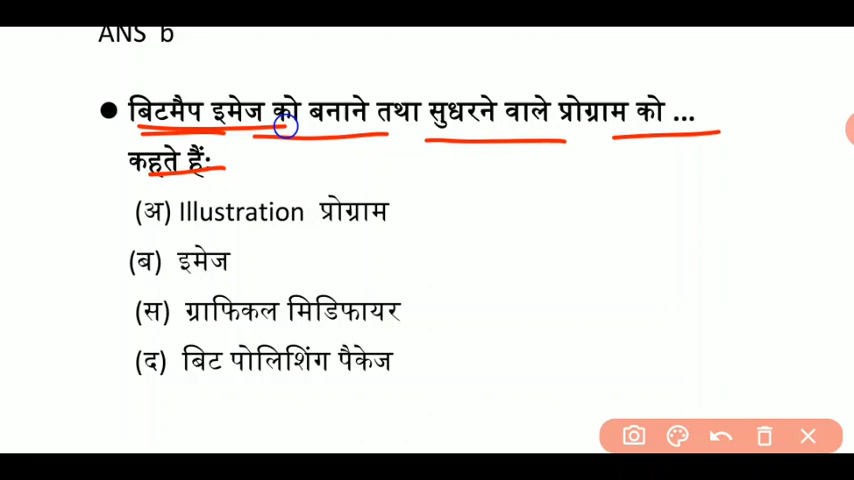 ANS b
● बिटमैप इमेज को बनाने तथा सुधरने वाले प्रोग्राम को ...
कहते हैं:
(अ) Illustration प्रोग्राम
(ब) इमेज
(स) ग्राफिकल मिडिफायर
(द) बिट पोलिशिंग पैकेज